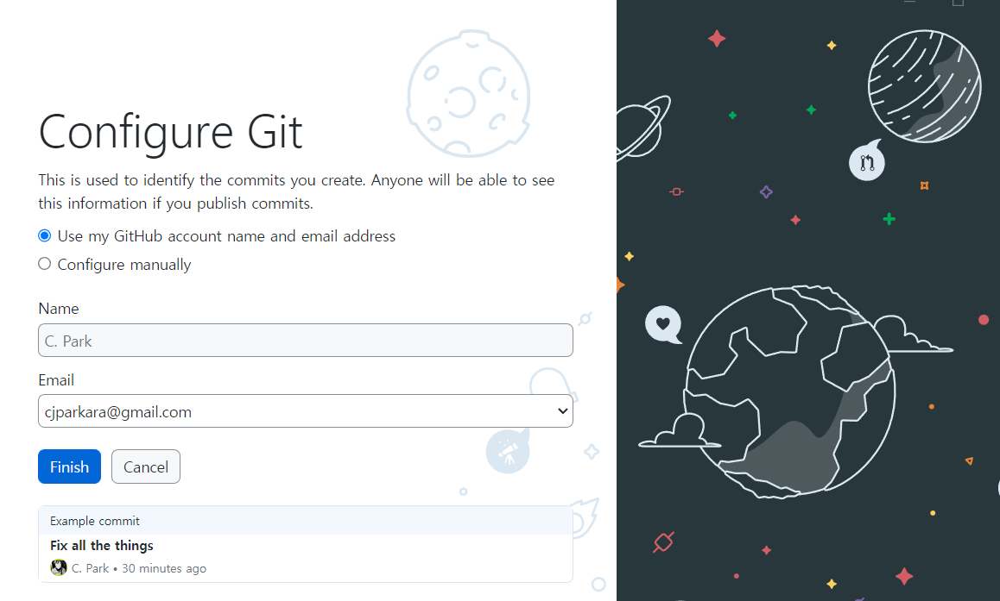 Configure Git
This is used to identify the commits you create. Anyone will be able to see
this information if you publish commits.
Use my GitHub account name and email address
Configure manually
Name
C. Park
Email
cjparkara@gmail.com
Finish
Cancel
Example commit
Fix all the things
C. Park • 30 minutes ago